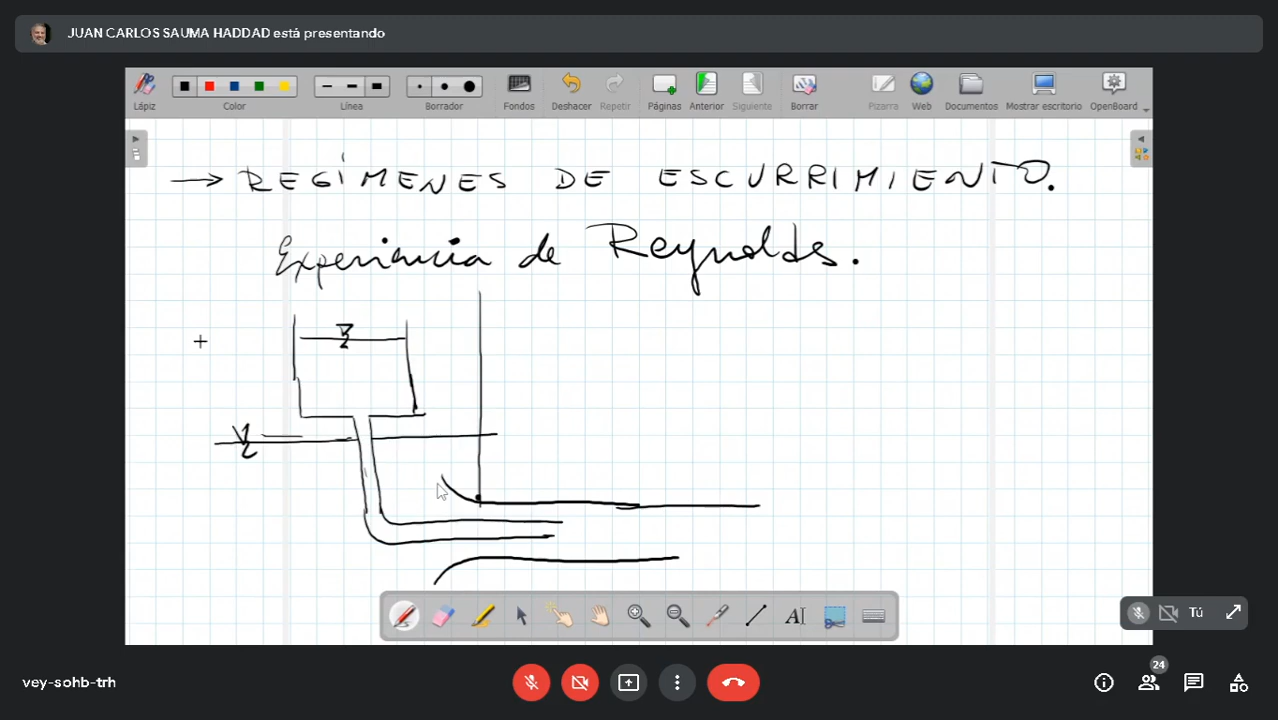 JUAN CARLOS SAUMA HADDAD está presentando
Lápiz
Color
Línea
Borrador
Fondos
Deshacer
Repetir
Páginas
Anterior
Siguiente
Borrar
Pizarra
Web
Documentos
Mostrar escritorio
OpenBoard
→ REGÍMENES DE ESCURRIMIENTO.
Experiencia de Reynolds.
Tú
vey-sohb-trh
24